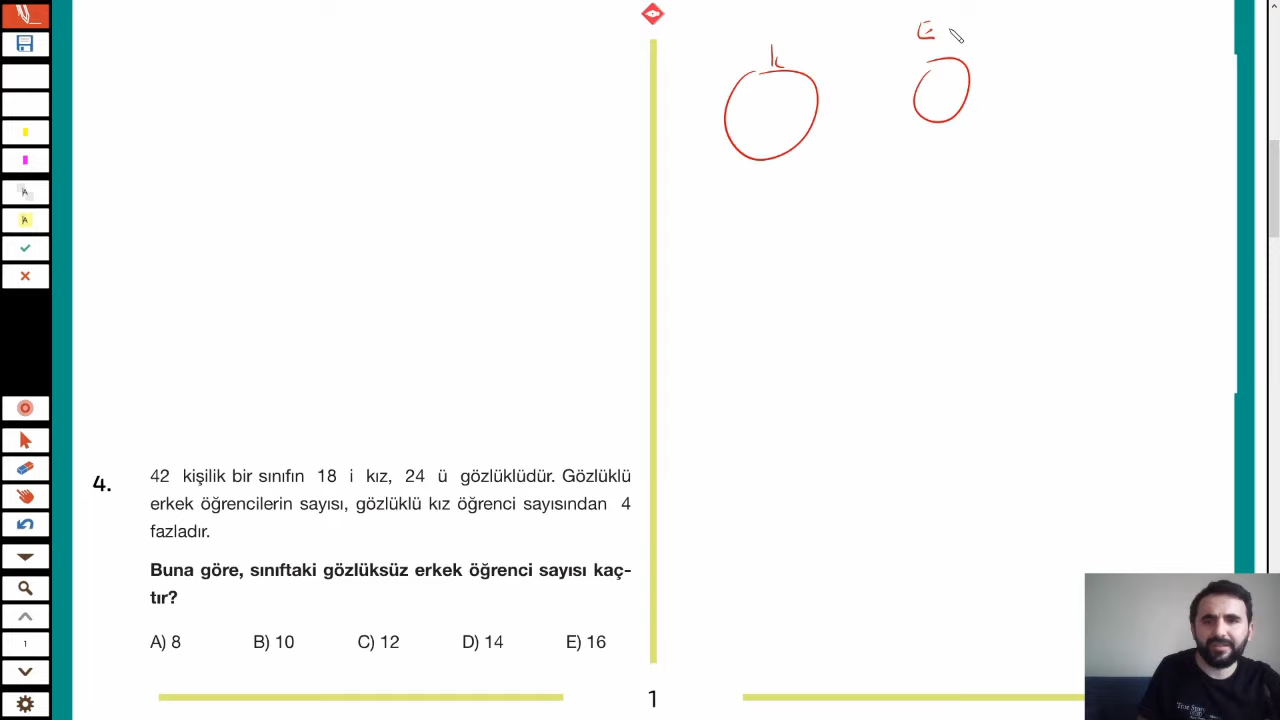 k
E
4.
42 kişilik bir sınıfın 18 i kız, 24 ü gözlüklüdür. Gözlüklü
erkek öğrencilerin sayısı, gözlüklü kız öğrenci sayısından 4
fazladır.
Buna göre, sınıftaki gözlüksüz erkek öğrenci sayısı kaç-
tır?
A) 8 B) 10 C) 12 D) 14 E) 16
1
1